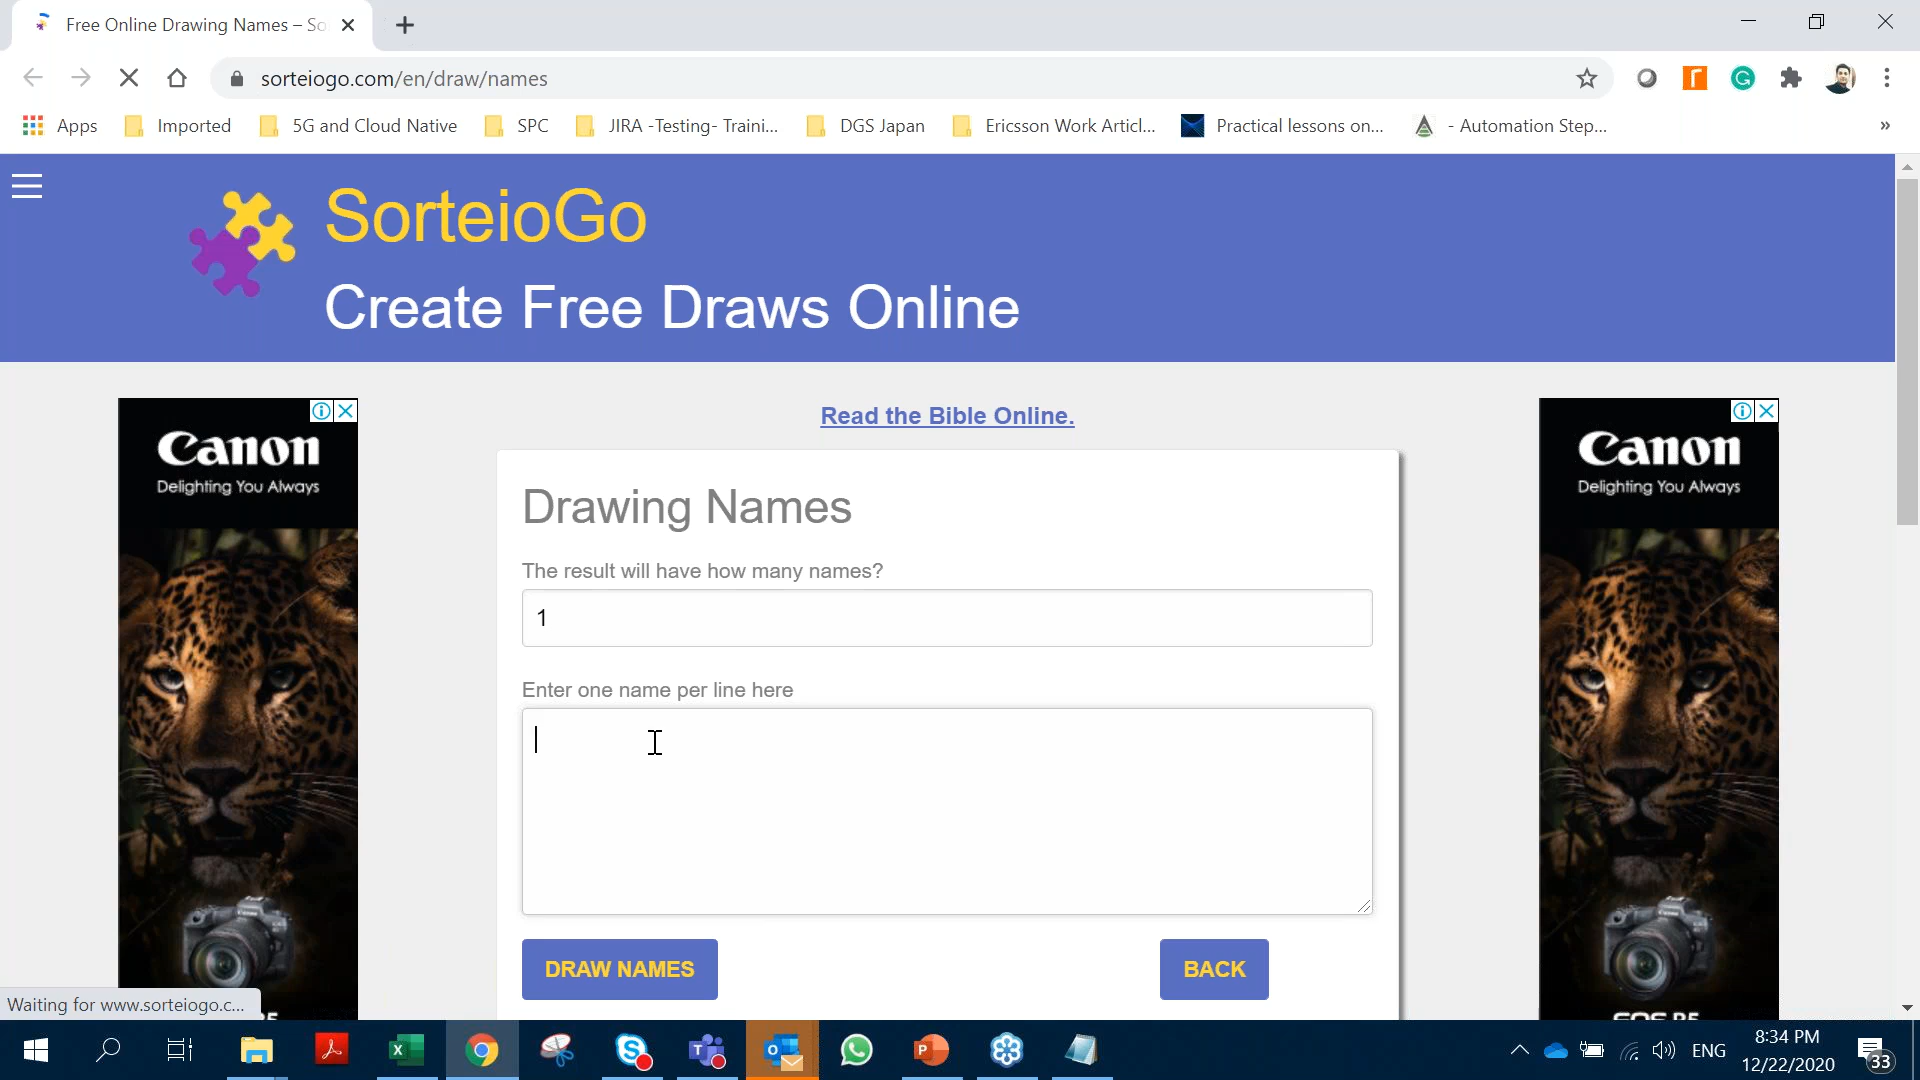 Free Online Drawing Names – So
sorteiogo.com/en/draw/names
Apps
Imported
5G and Cloud Native
SPC
JIRA -Testing- Traini...
DGS Japan
Ericsson Work Articl...
Practical lessons on...
- Automation Step...
»
SorteioGo
Create Free Draws Online
Canon
Delighting You Always
Read the Bible Online.
Canon
Delighting You Always
Drawing Names
The result will have how many names?
1
Enter one name per line here
DRAW NAMES
BACK
Waiting for www.sorteiogo.c...
EOS R5
ENG
8:34 PM
12/22/2020
33